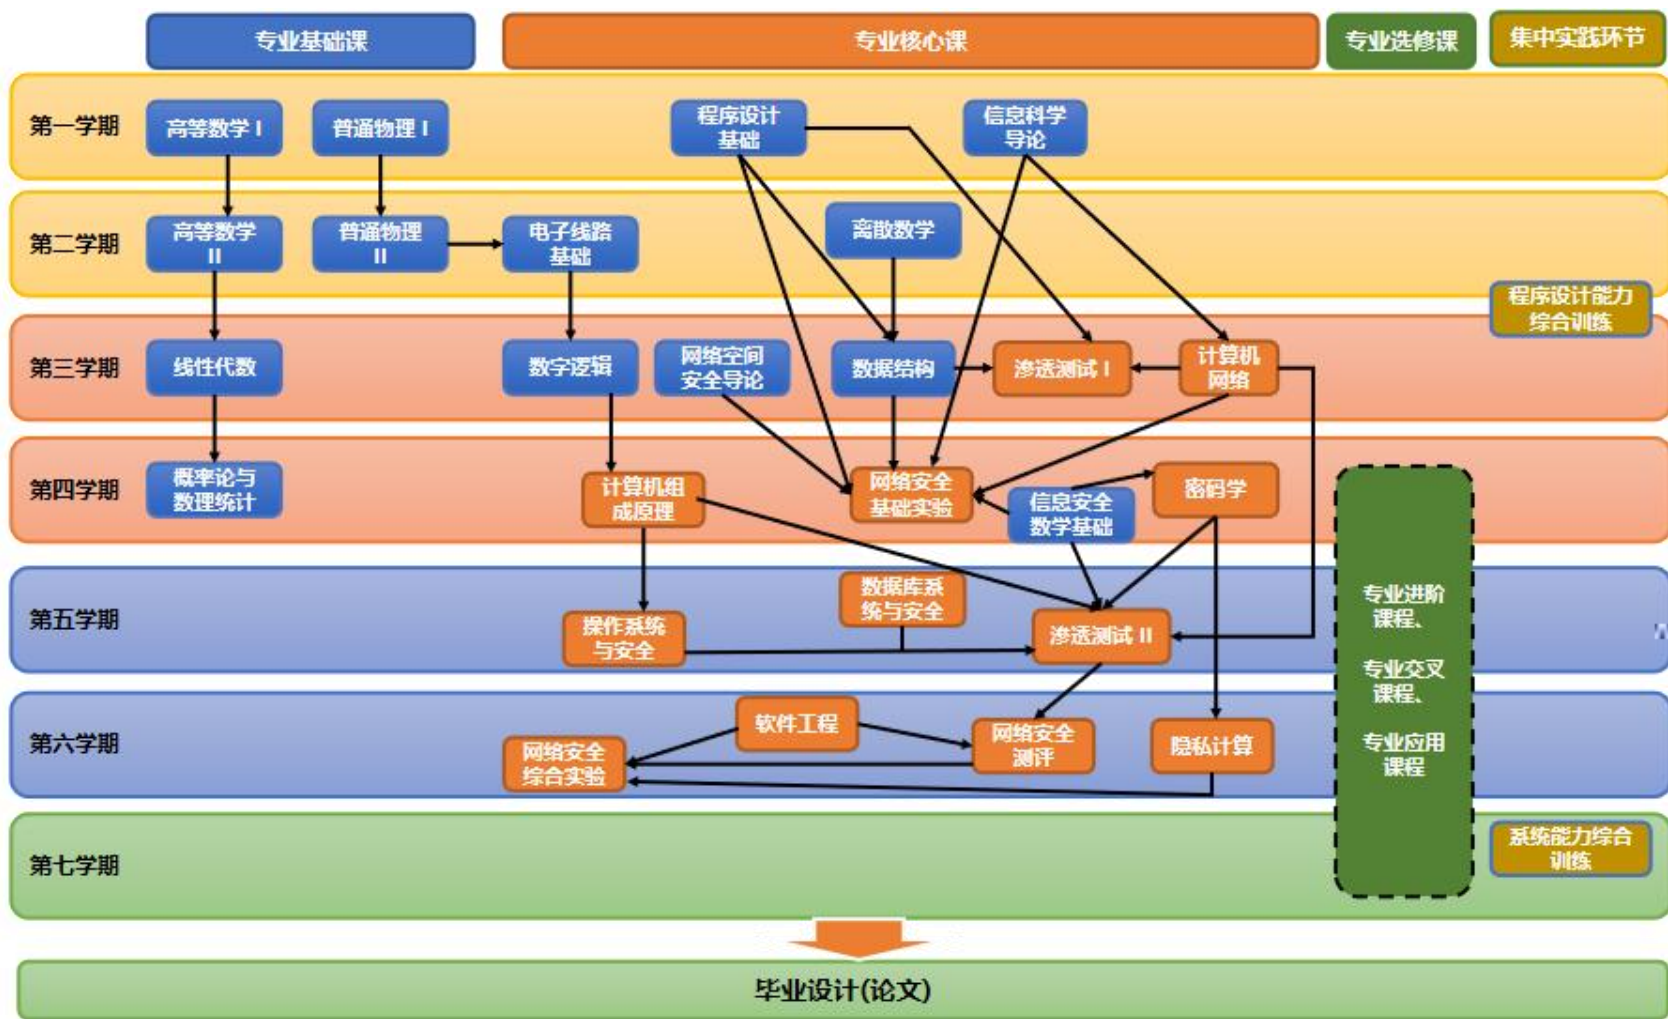 专业基础课
专业核心课
专业选修课
集中实践环节
第一学期
高等数学 I
普通物理 I
程序设计
基础
信息科学
导论
第二学期
高等数学
II
普通物理
II
电子线路
基础
离散数学
程序设计能力
综合训练
第三学期
线性代数
数字逻辑
网络空间
安全导论
数据结构
渗透测试 I
计算机
网络
第四学期
概率论与
数理统计
计算机组
成原理
网络安全
基础实验
信息安全
数学基础
密码学
第五学期
操作系统
与安全
数据库系
统与安全
渗透测试 II
专业进阶
课程、
专业交叉
课程、
专业应用
课程
第六学期
网络安全
综合实验
软件工程
网络安全
测评
隐私计算
第七学期
系统能力综合
训练
毕业设计(论文)